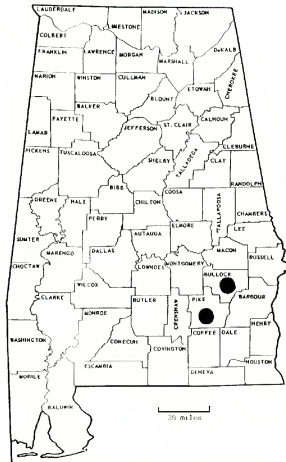 LAUDERDALE
LIMESTONE
MADISON
JACKSON
COLBERT
FRANKLIN
LAWRENCE
MORGAN
MARSHALL
DeKALB
CHEROKEE
MARION
WINSTON
CULLMAN
ETOWAH
BLOUNT
WALKER
FAYETTE
LAMAR
JEFFERSON
ST. CLAIR
CALHOUN
CLEBURNE
PICKENS
TUSCALOOSA
SHELBY
TALLADEGA
CLAY
RANDOLPH
BIBB
COOSA
GREENE
HALE
PERRY
CHILTON
TALLAPOOSA
CHAMBERS
LEE
SUMTER
AUTAUGA
ELMORE
MACON
RUSSELL
MARENGO
DALLAS
MONTGOMERY
CHOCTAW
LOWNDES
BULLOCK
WILCOX
BUTLER
CRENSHAW
PIKE
BARBOUR
CLARKE
MONROE
HENRY
WASHINGTON
CONECUH
COVINGTON
COFFEE
DALE
HOUSTON
ESCAMBIA
GENEVA
MOBILE
BALDWIN
38 miles